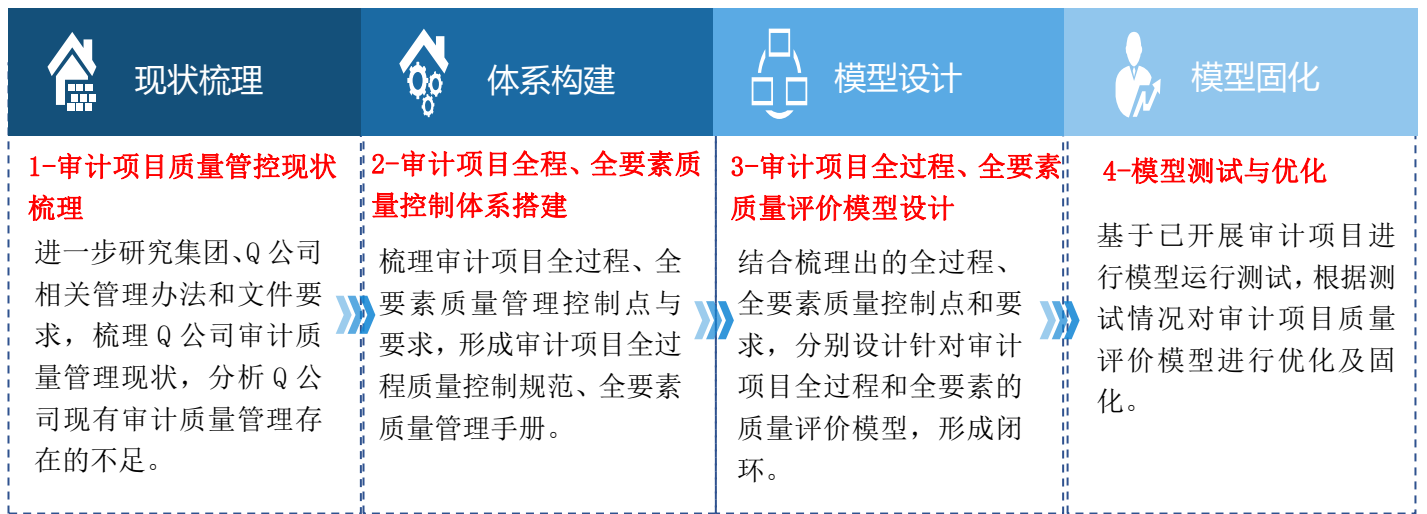 现状梳理
体系构建
模型设计
模型固化
1-审计项目质量管控现状
梳理
进一步研究集团、Q 公司
相关管理办法和文件要
求，梳理 Q 公司审计质
量管理现状，分析 Q 公
司现有审计质量管理存
在的不足。
2-审计项目全程、全要素质
量控制体系搭建
梳理审计项目全过程、全
要素质量管理控制点与
要求，形成审计项目全过
程质量控制规范、全要素
质量管理手册。
3-审计项目全过程、全要素
质量评价模型设计
结合梳理出的全过程、
全要素质量控制点和要
求，分别设计针对审计
项目全过程和全要素的
质量评价模型，形成闭
环。
4-模型测试与优化
基于已开展审计项目进
行模型运行测试，根据测
试情况对审计项目质量
评价模型进行优化及固
化。